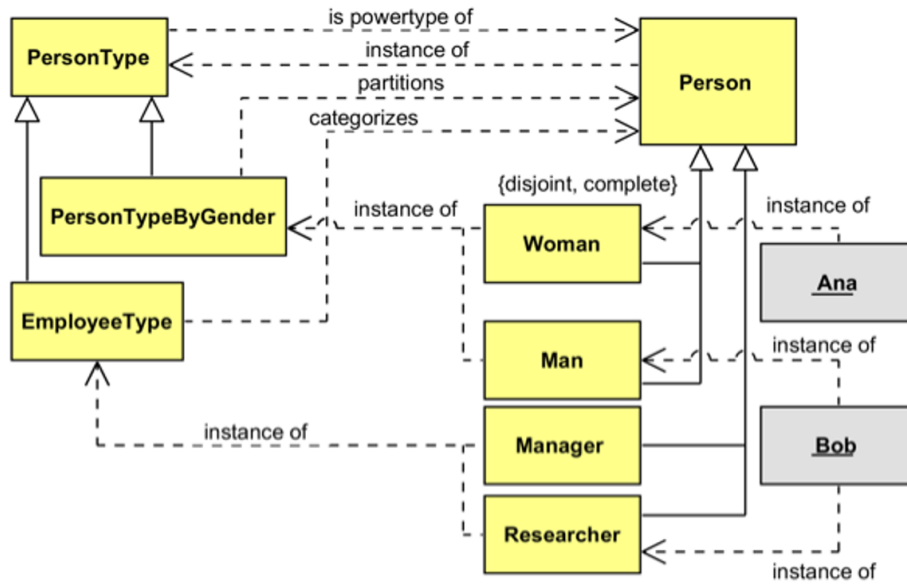 is powertype of
PersonType
instance of
Person
partitions
categorizes
{disjoint, complete}
PersonTypeByGender
instance of
Woman
instance of
Ana
EmployeeType
Man
instance of
instance of
Manager
Bob
Researcher
instance of